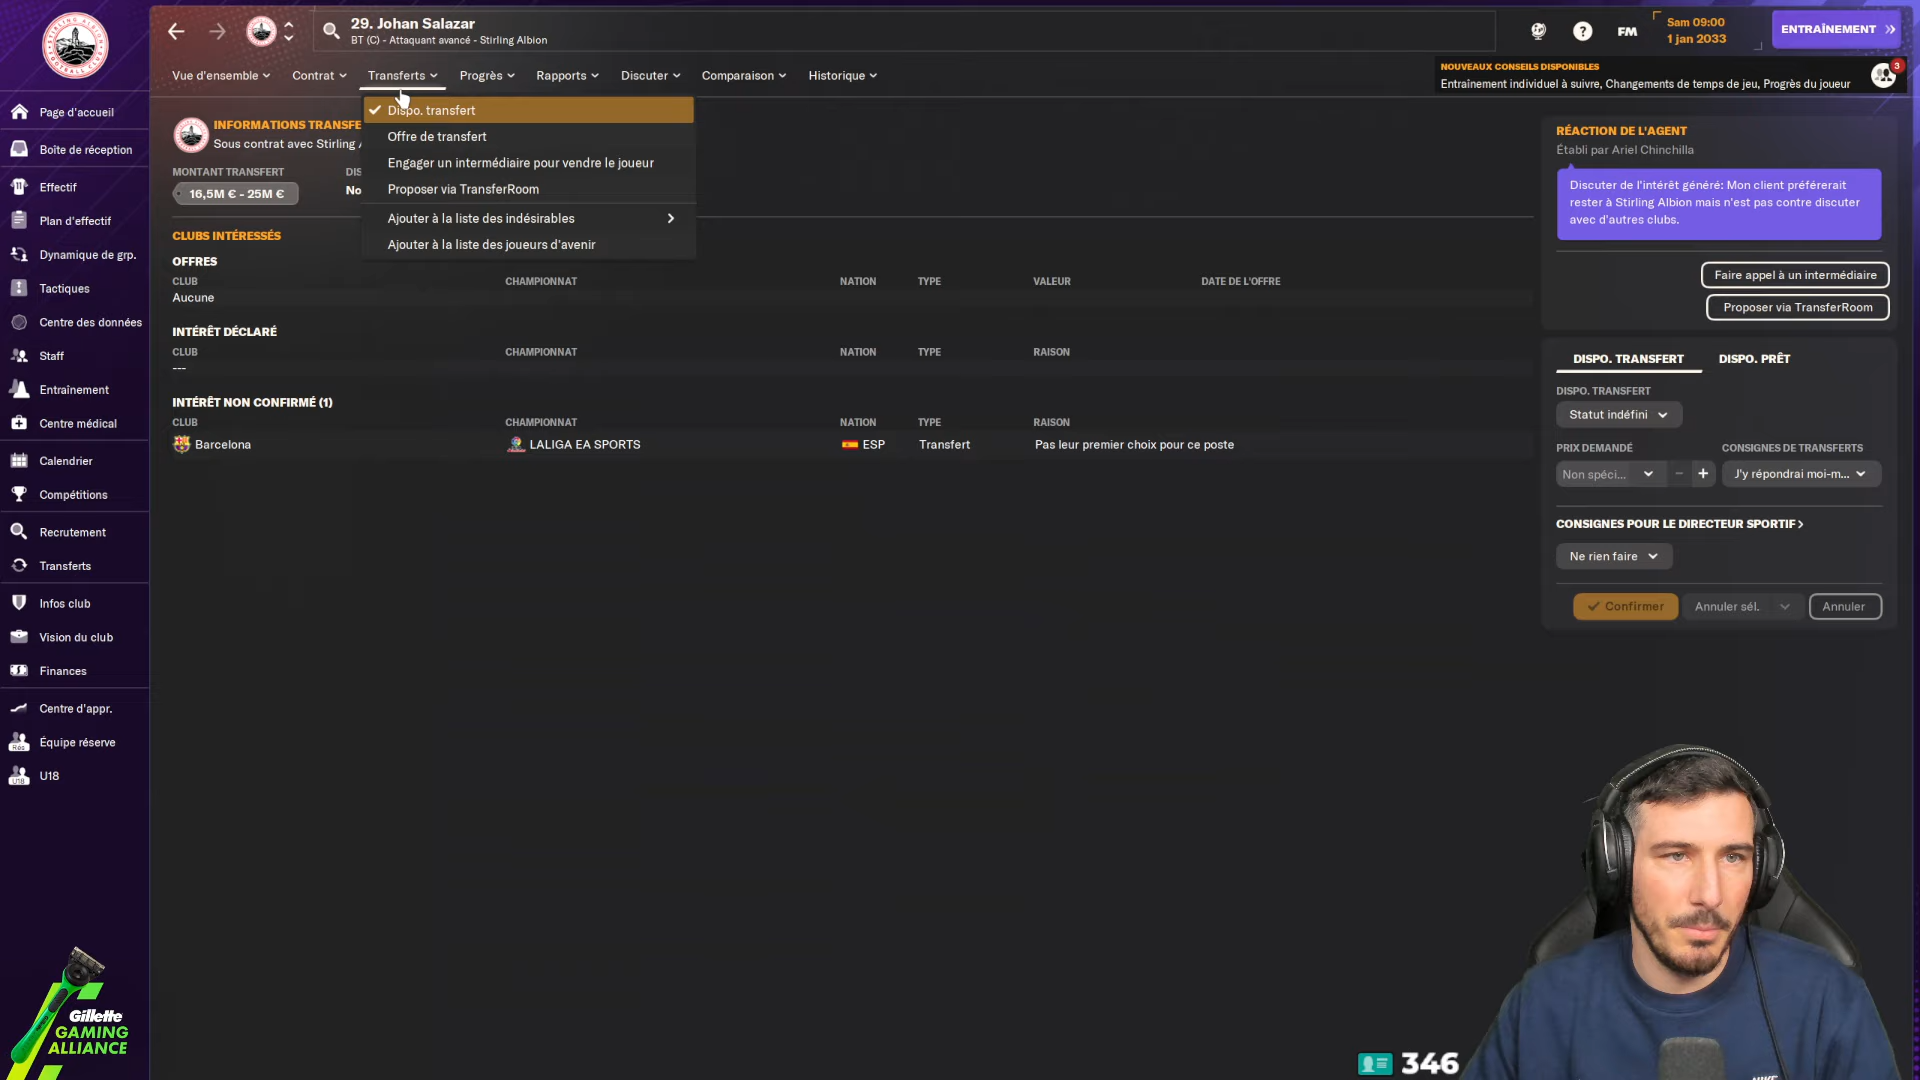 29. Johan Salazar
BT (C) - Attaquant avancé - Stirling Albion
FM
Sam 09:00
1 jan 2033
ENTRAÎNEMENT
Vue d'ensemble
Contrat
Transferts
Progrès
Rapports
Discuter
Comparaison
Historique
NOUVEAUX CONSEILS DISPONIBLES
Entraînement individuel à suivre, Changements de temps de jeu, Progrès du joueur
3
Page d'accueil
Boîte de réception
Effectif
Plan d'effectif
Dynamique de grp.
Tactiques
Centre des données
Staff
Entraînement
Centre médical
Calendrier
Compétitions
Recrutement
Transferts
Infos club
Vision du club
Finances
Centre d'appr.
Équipe réserve
U18
INFORMATIONS TRANSFE
Sous contrat avec Stirling
MONTANT TRANSFERT
DIS
16,5M € - 25M €
No
Dispo. transfert
Offre de transfert
Engager un intermédiaire pour vendre le joueur
Proposer via TransferRoom
Ajouter à la liste des indésirables
Ajouter à la liste des joueurs d'avenir
CLUBS INTÉRESSÉS
OFFRES
CLUB CHAMPIONNAT NATION TYPE VALEUR DATE DE L'OFFRE
Aucune
INTÉRÊT DÉCLARÉ
CLUB CHAMPIONNAT NATION TYPE RAISON
---
INTÉRÊT NON CONFIRMÉ (1)
CLUB CHAMPIONNAT NATION TYPE RAISON
Barcelona LALIGA EA SPORTS ESP Transfert Pas leur premier choix pour ce poste
RÉACTION DE L'AGENT
Établi par Ariel Chinchilla
Discuter de l'intérêt généré: Mon client préférerait
rester à Stirling Albion mais n'est pas contre discuter
avec d'autres clubs.
Faire appel à un intermédiaire
Proposer via TransferRoom
DISPO. TRANSFERT DISPO. PRÊT
DISPO. TRANSFERT
Statut indéfini
PRIX DEMANDÉ CONSIGNES DE TRANSFERTS
Non spéci... - + J'y répondrai moi-m...
CONSIGNES POUR LE DIRECTEUR SPORTIF
Ne rien faire
Confirmer Annuler sél. Annuler
Gillette
GAMING
ALLIANCE
346